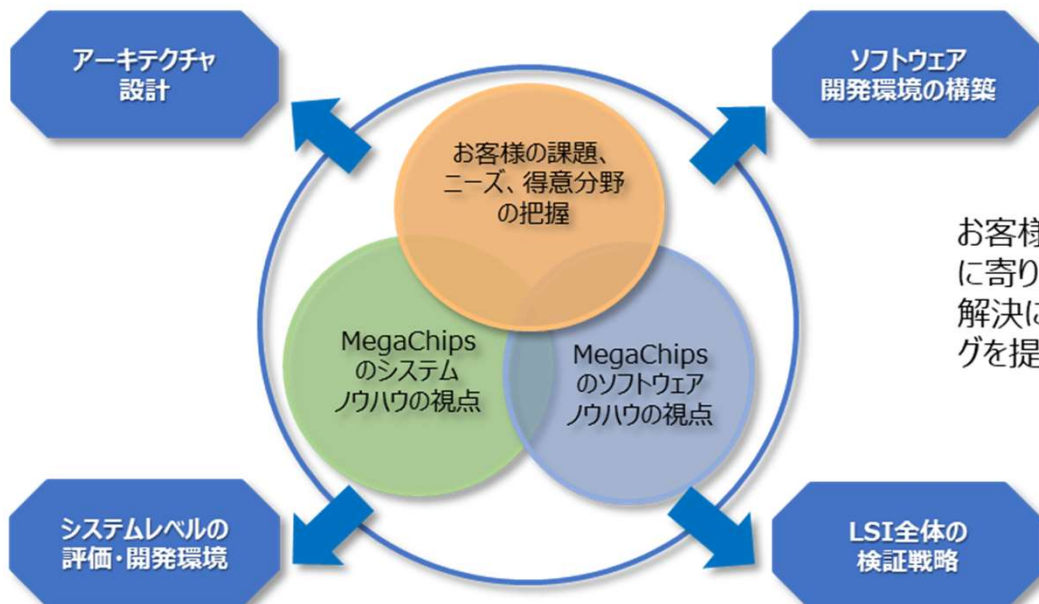 アーキテクチャ
設計
ソフトウェア
開発環境の構築
お客様の課題、
ニーズ、得意分野
の把握
お客様
に寄り
解決に
グを提
MegaChips
のシステム
ノウハウの視点
MegaChips
のソフトウェア
ノウハウの視点
システムレベルの
評価・開発環境
LSI全体の
検証戦略